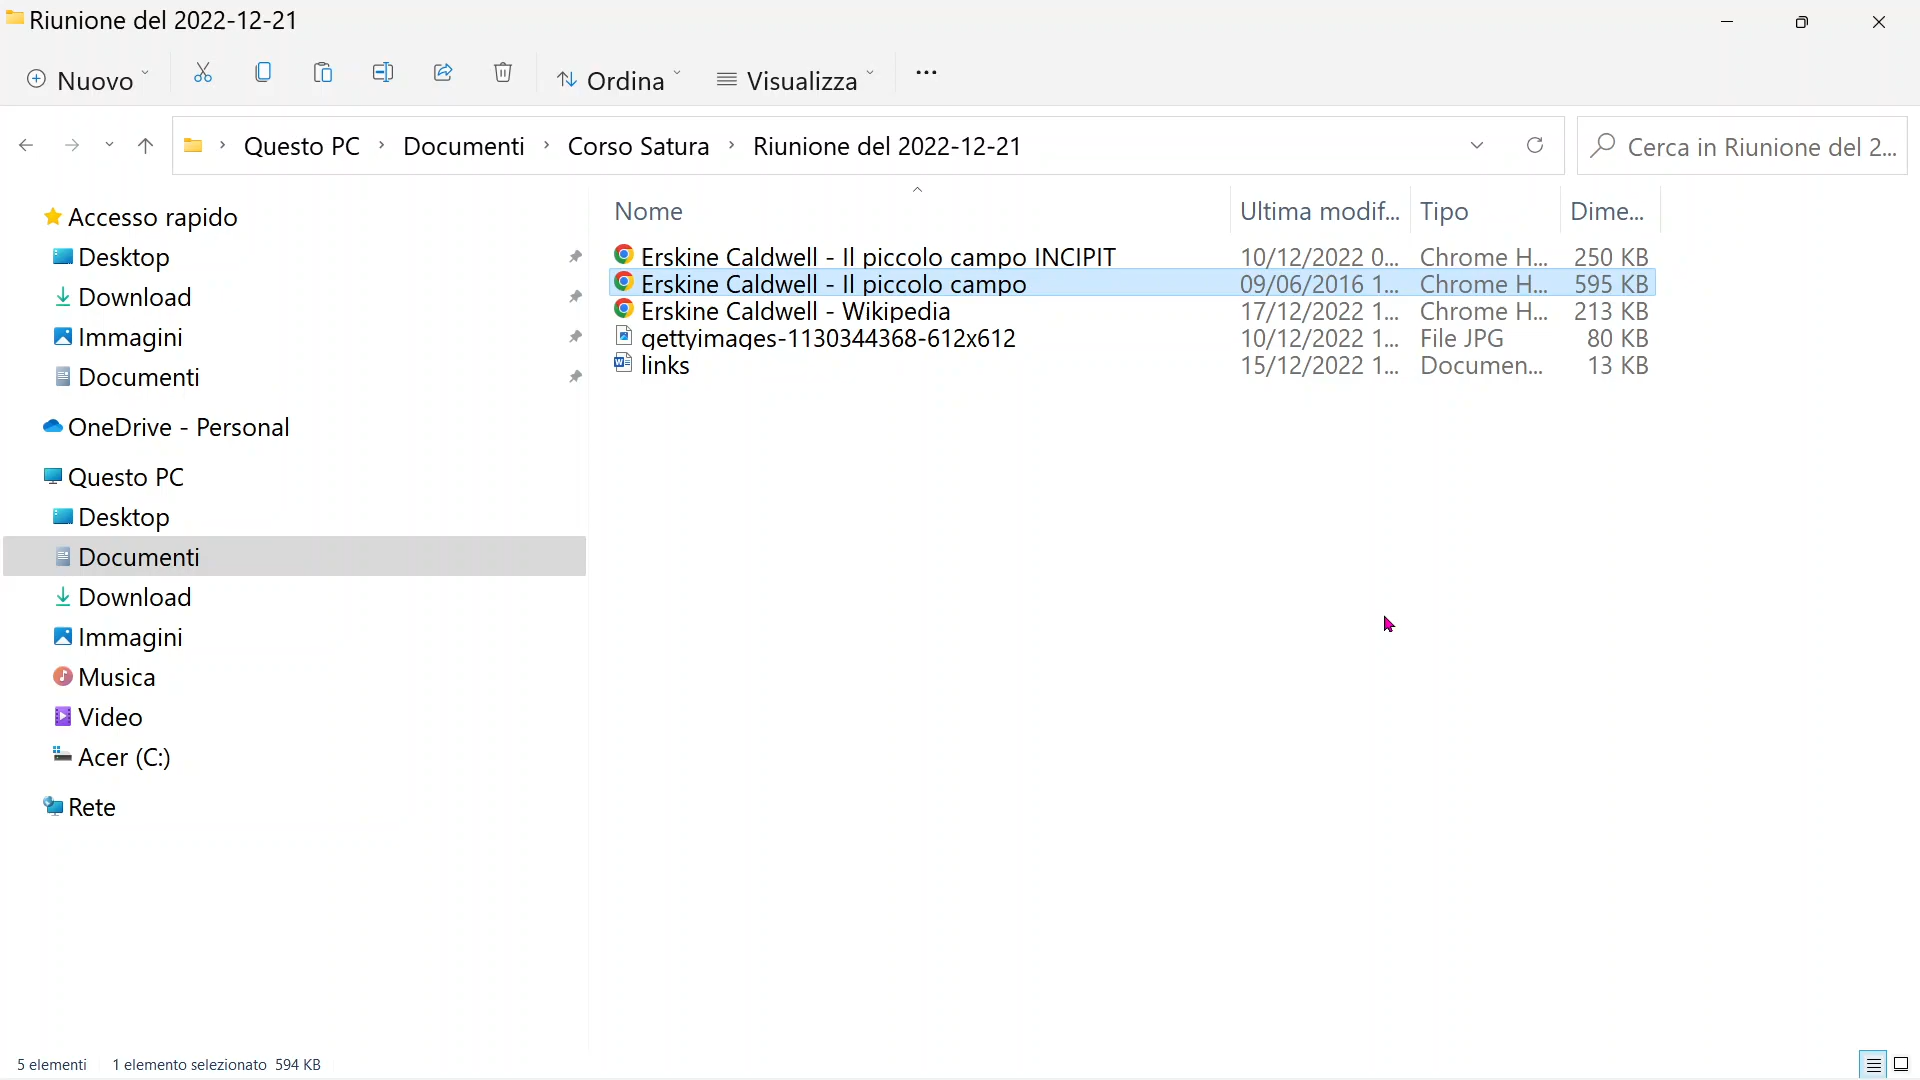 Riunione del 2022-12-21
Nuovo Ordina Visualizza ...
Questo PC Documenti Corso Satura Riunione del 2022-12-21 Cerca in Riunione del 2...
Accesso rapido
Desktop
Download
Immagini
Documenti
OneDrive - Personal
Questo PC
Desktop
Documenti
Download
Immagini
Musica
Video
Acer (C:)
Rete
Nome Ultima modif... Tipo Dime...
Erskine Caldwell - Il piccolo campo INCIPIT 10/12/2022 0... Chrome H... 250 KB
Erskine Caldwell - Il piccolo campo 09/06/2016 1... Chrome H... 595 KB
Erskine Caldwell - Wikipedia 17/12/2022 1... Chrome H... 213 KB
gettyimages-1130344368-612x612 10/12/2022 1... File JPG 80 KB
links 15/12/2022 1... Documen... 13 KB
5 elementi 1 elemento selezionato 594 KB